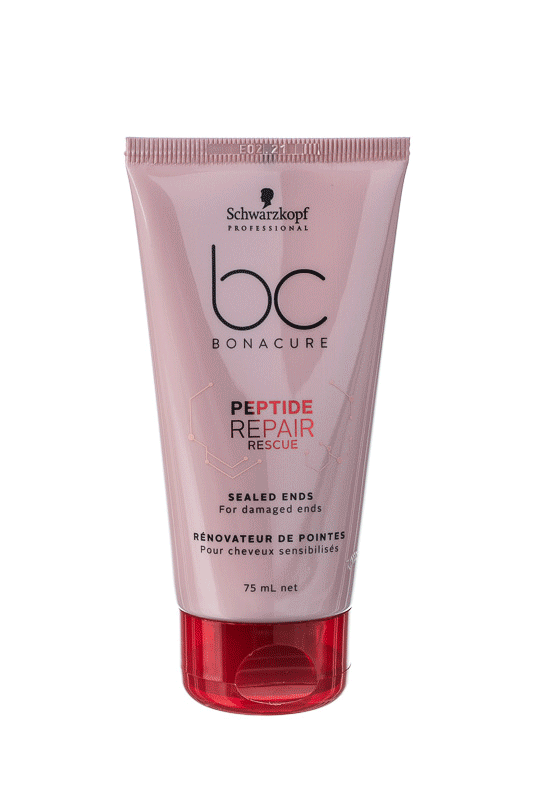 E02.21
Schwarzkopf
PROFESSIONAL
bc
BONACURE
PEPTIDE
REPAIR
RESCUE
SEALED ENDS
For damaged ends
RÉNOVATEUR DE POINTES
Pour cheveux sensibilisés
75 mL net